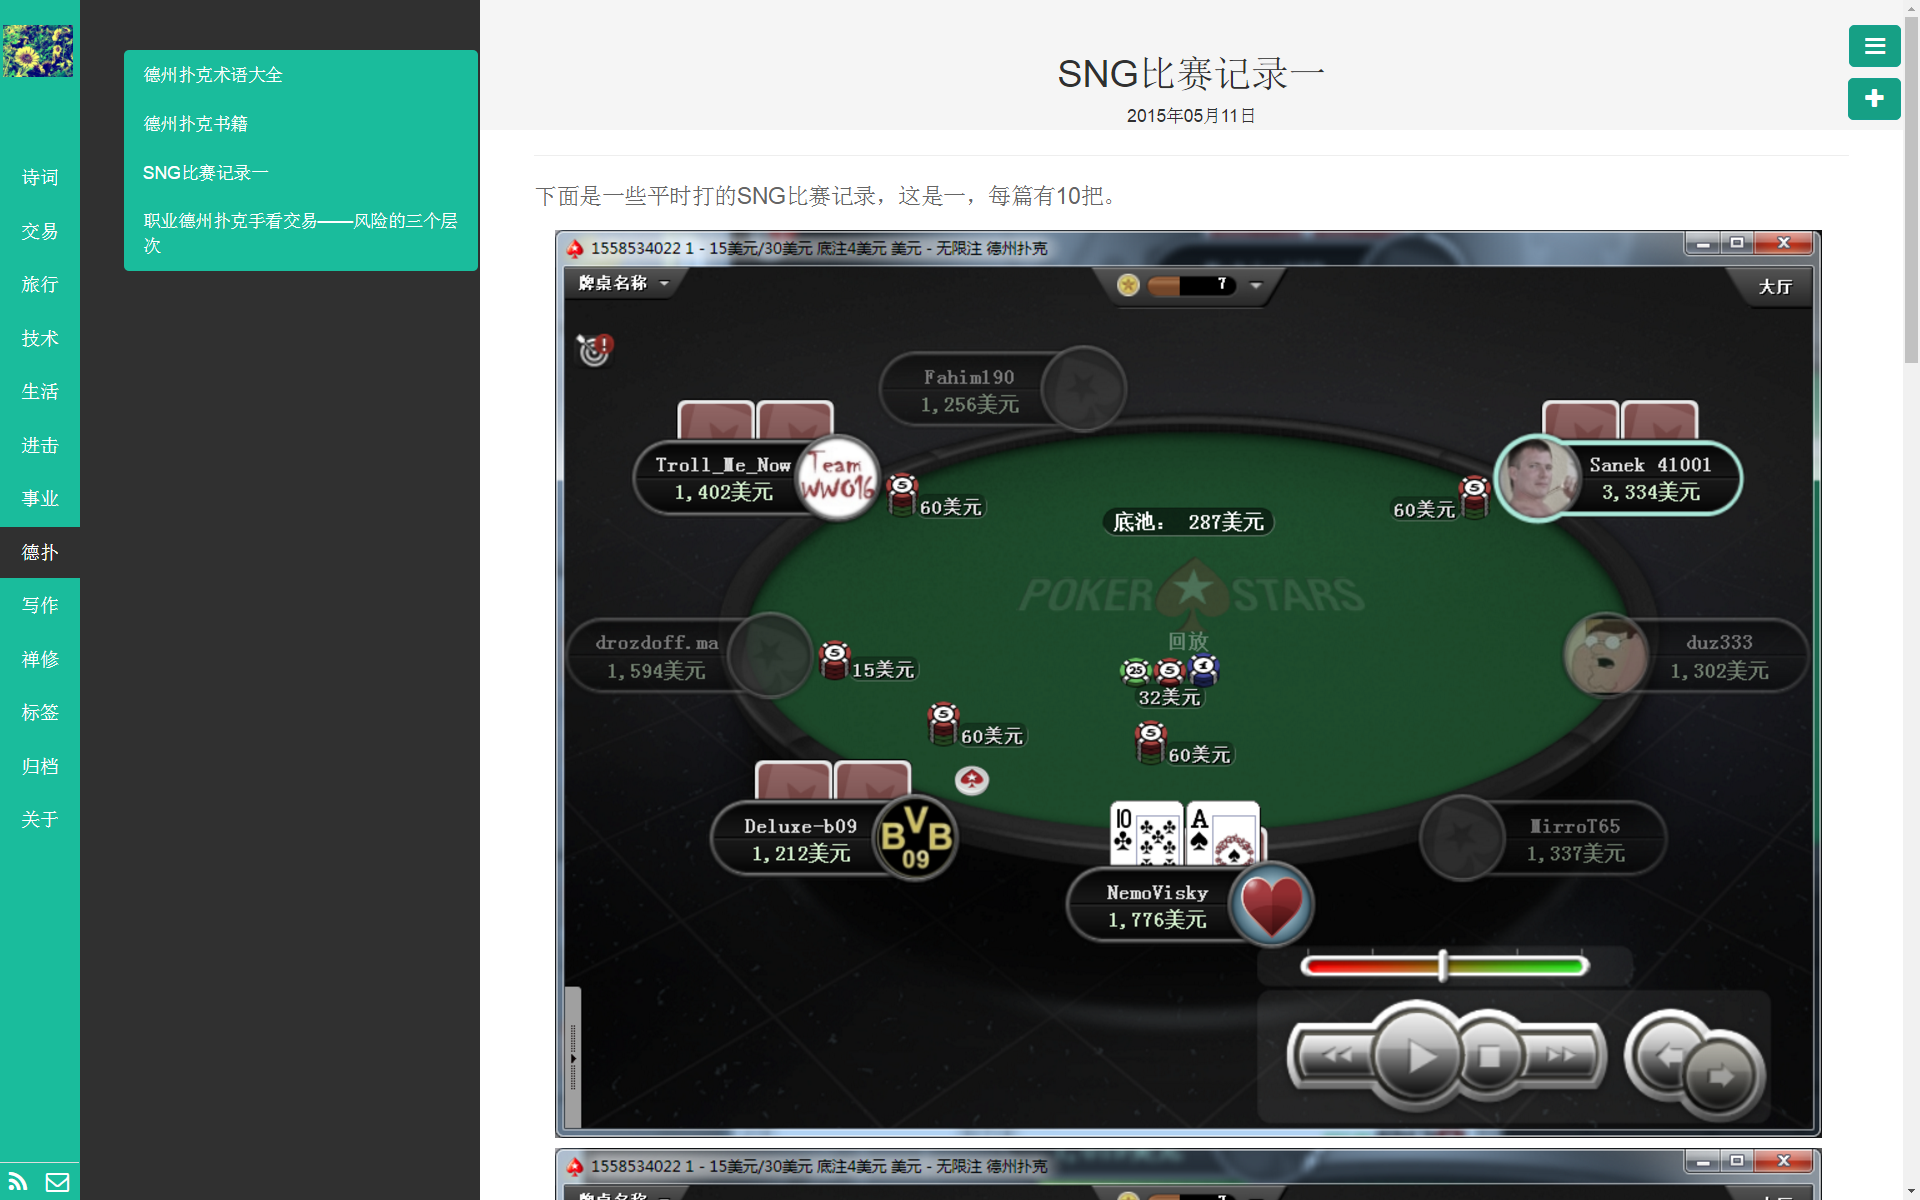 诗词
交易
旅行
技术
生活
进击
事业
德扑
写作
禅修
标签
归档
关于
德州扑克术语大全
德州扑克书籍
SNG比赛记录一
职业德州扑克手看交易——风险的三个层
次
SNG比赛记录一
2015年05月11日
下面是一些平时打的SNG比赛记录，这是一，每篇有10把。
1558534022 1 - 15美元/30美元 底注4美元 美元 - 无限注 德州扑克
牌桌名称
7
大厅
Fahim190
1,256美元
Troll_Me_Now
1,402美元
Team
WW016
5
60美元
Sanek 41001
3,334美元
5
60美元
底池： 287美元
POKER STARS
回放
drozdoff.ma
1,594美元
5
15美元
25
5
1
32美元
duz333
1,302美元
5
60美元
5
60美元
Deluxe-b09
1,212美元
BVB
09
10
A
NemoVisky
1,776美元
MirroT65
1,337美元
1558534022 1 - 15美元/30美元 底注4美元 美元 - 无限注 德州扑克
牌桌名称
7
大厅